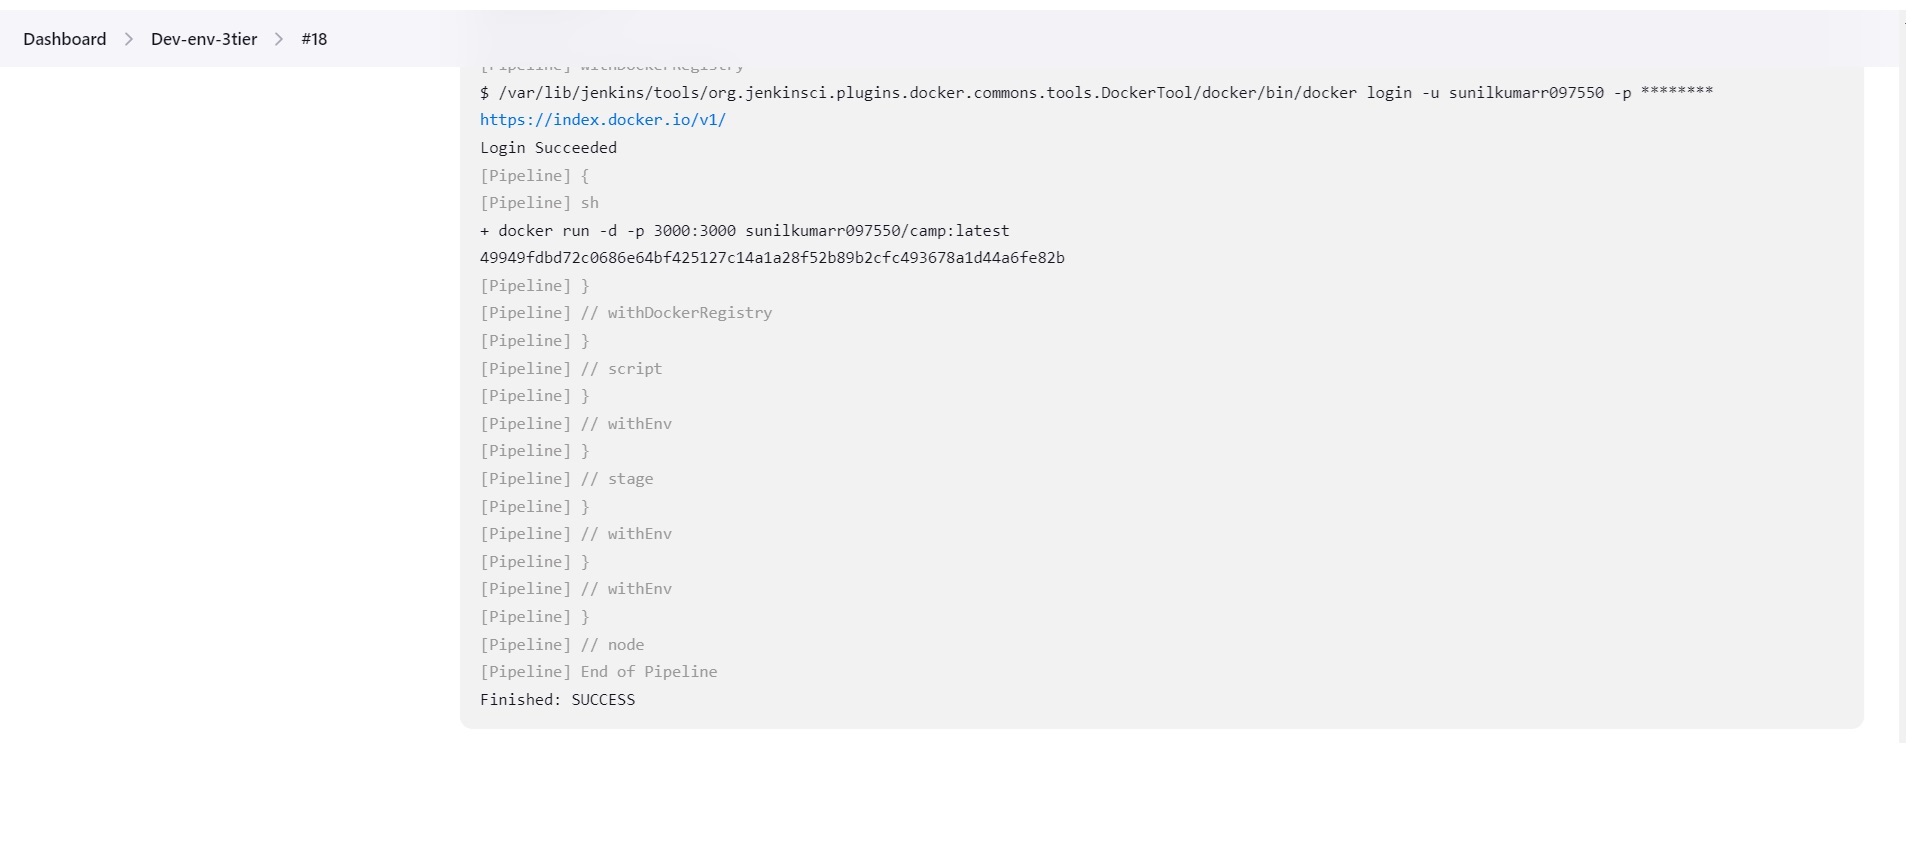 Dashboard > Dev-env-3tier > #18
[Pipeline] withDockerRegistry
$ /var/lib/jenkins/tools/org.jenkinsci.plugins.docker.commons.tools.DockerTool/docker/bin/docker login -u sunilkumarr097550 -p ********
https://index.docker.io/v1/
Login Succeeded
[Pipeline] {
[Pipeline] sh
+ docker run -d -p 3000:3000 sunilkumarr097550/camp:latest
49949fdbd72c0686e64bf425127c14a1a28f52b89b2cfc493678a1d44a6fe82b
[Pipeline] }
[Pipeline] // withDockerRegistry
[Pipeline] }
[Pipeline] // script
[Pipeline] }
[Pipeline] // withEnv
[Pipeline] }
[Pipeline] // stage
[Pipeline] }
[Pipeline] // withEnv
[Pipeline] }
[Pipeline] // withEnv
[Pipeline] }
[Pipeline] // node
[Pipeline] End of Pipeline
Finished: SUCCESS